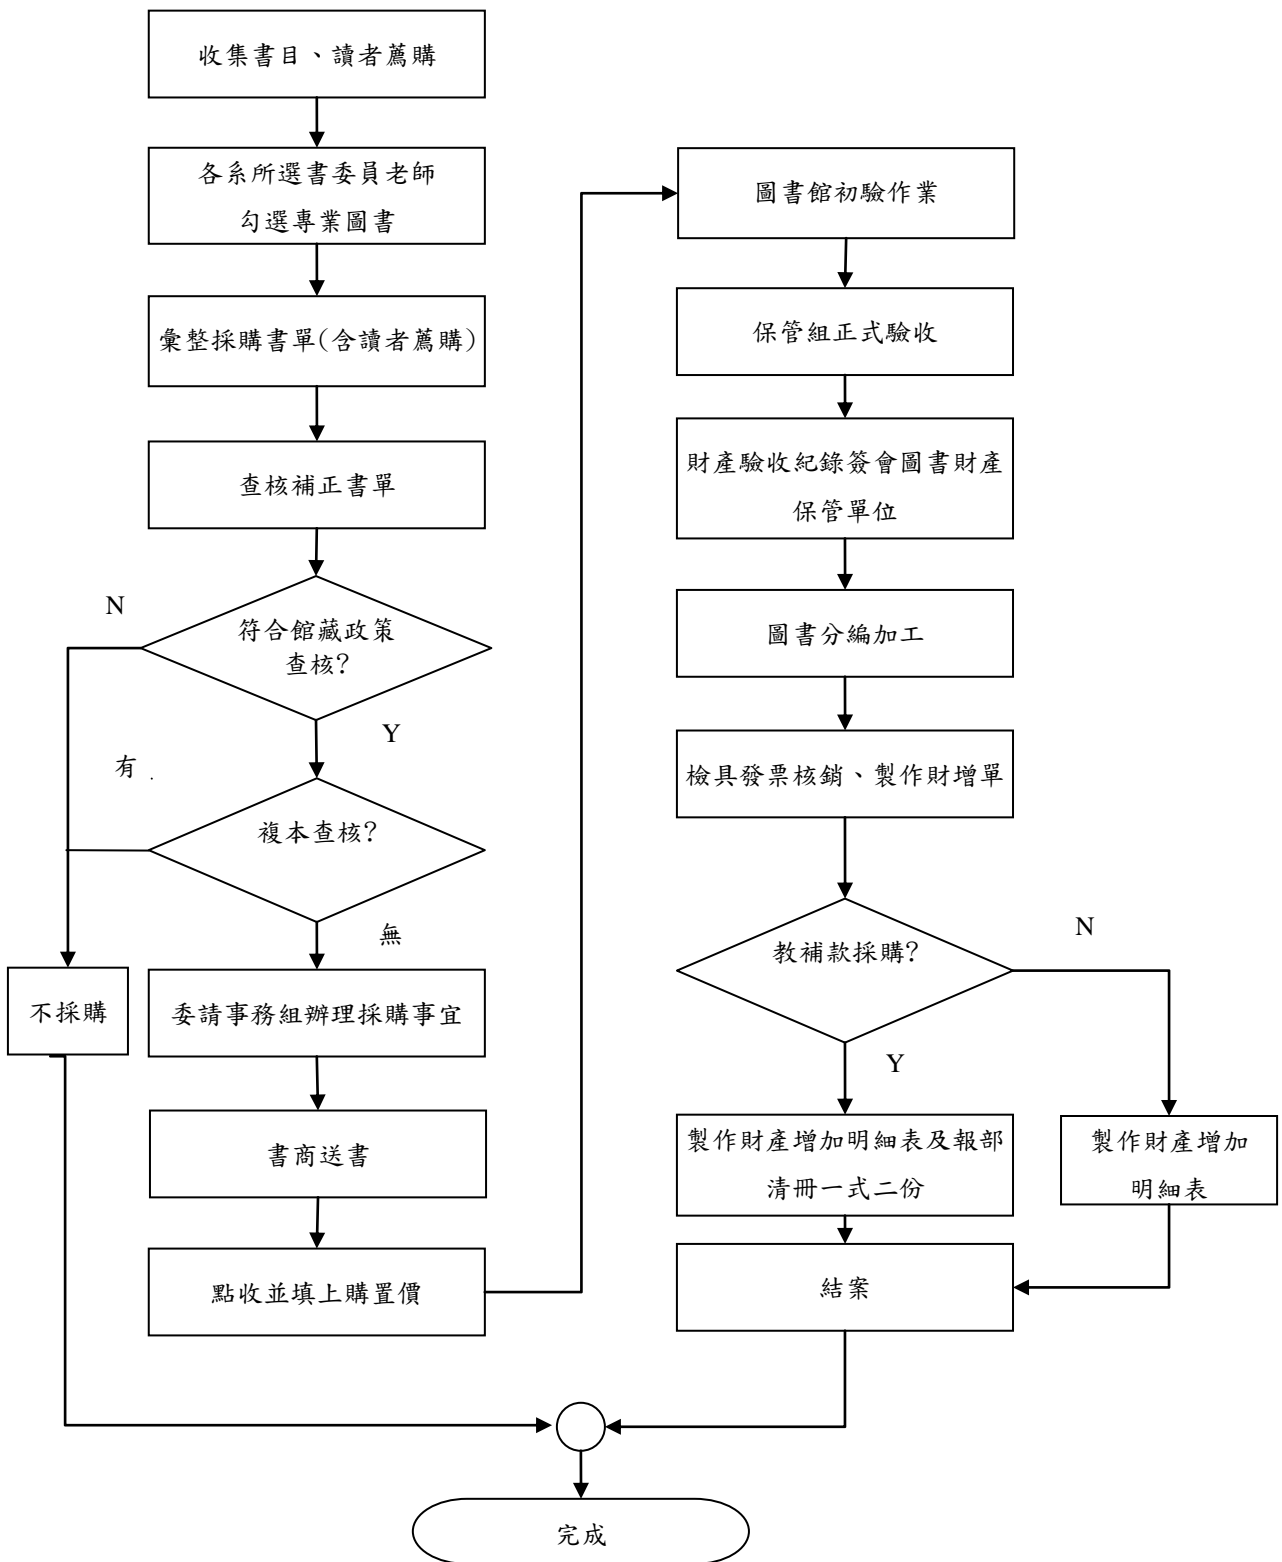 收集書目、讀者薦購
各系所選書委員老師
勾選專業圖書
彙整採購書單(含讀者薦購)
查核補正書單
N
符合館藏政策
查核?
Y
有
複本查核?
無
不採購
委請事務組辦理採購事宜
書商送書
點收並填上購置價
圖書館初驗作業
保管組正式驗收
財產驗收紀錄簽會圖書財產
保管單位
圖書分編加工
檢具發票核銷、製作財增單
教補款採購?
N
Y
製作財產增加明細表及報部
清冊一式二份
製作財產增加
明細表
結案
完成